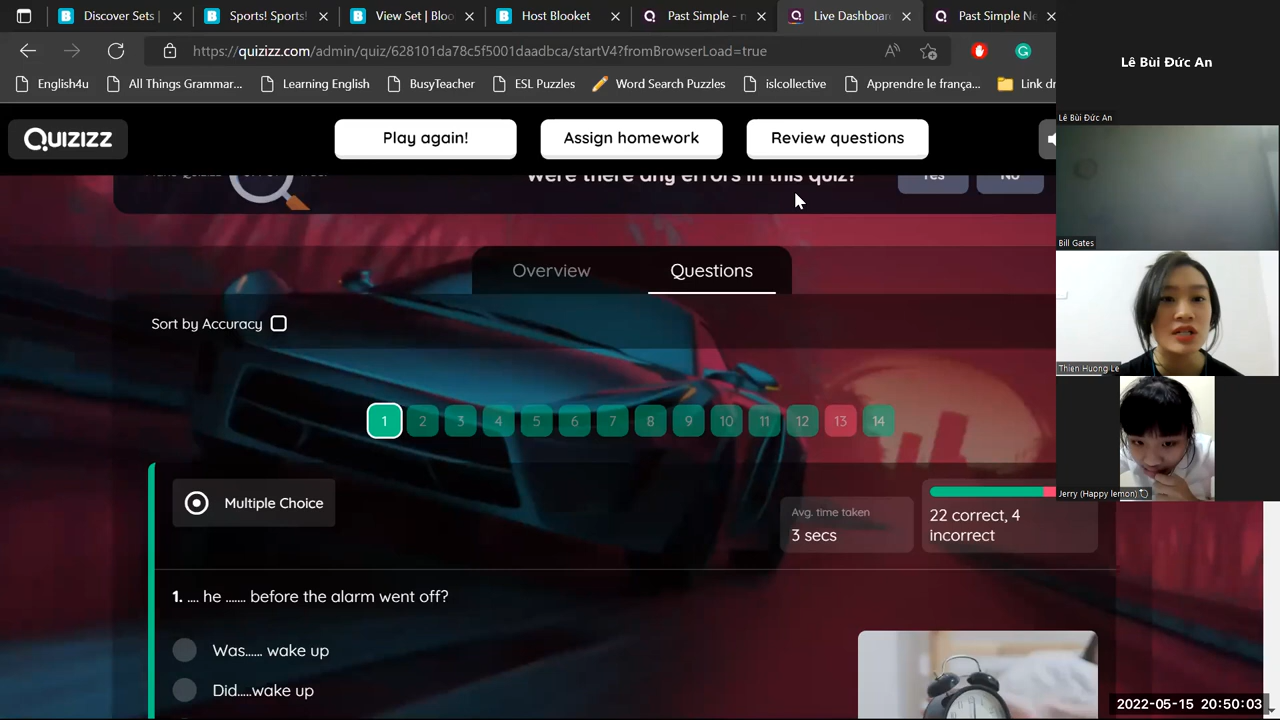 Discover Sets |
Sports! Sports!
View Set | Bloo
Host Blooket
Past Simple - n
Live Dashboar
Past Simple Ne
https://quizizz.com/admin/quiz/628101da78c5f5001daadbca/startV4?fromBrowserLoad=true
English4u
All Things Grammar...
Learning English
BusyTeacher
ESL Puzzles
Word Search Puzzles
islcollective
Apprendre le frança...
Link dr
Quizizz
Play again!
Assign homework
Review questions
Were there any errors in this quiz?
Yes
No
Overview
Questions
Sort by Accuracy
1 2 3 4 5 6 7 8 9 10 11 12 13 14
Multiple Choice
Avg. time taken
3 secs
22 correct, 4
incorrect
1. .... he ....... before the alarm went off?
Was...... wake up
Did.....wake up
Lê Bùi Đức An
Lê Bùi Đức An
Bill Gates
Thien Huong Le
Jerry (Happy lemon)
2022-05-15 20:50:03